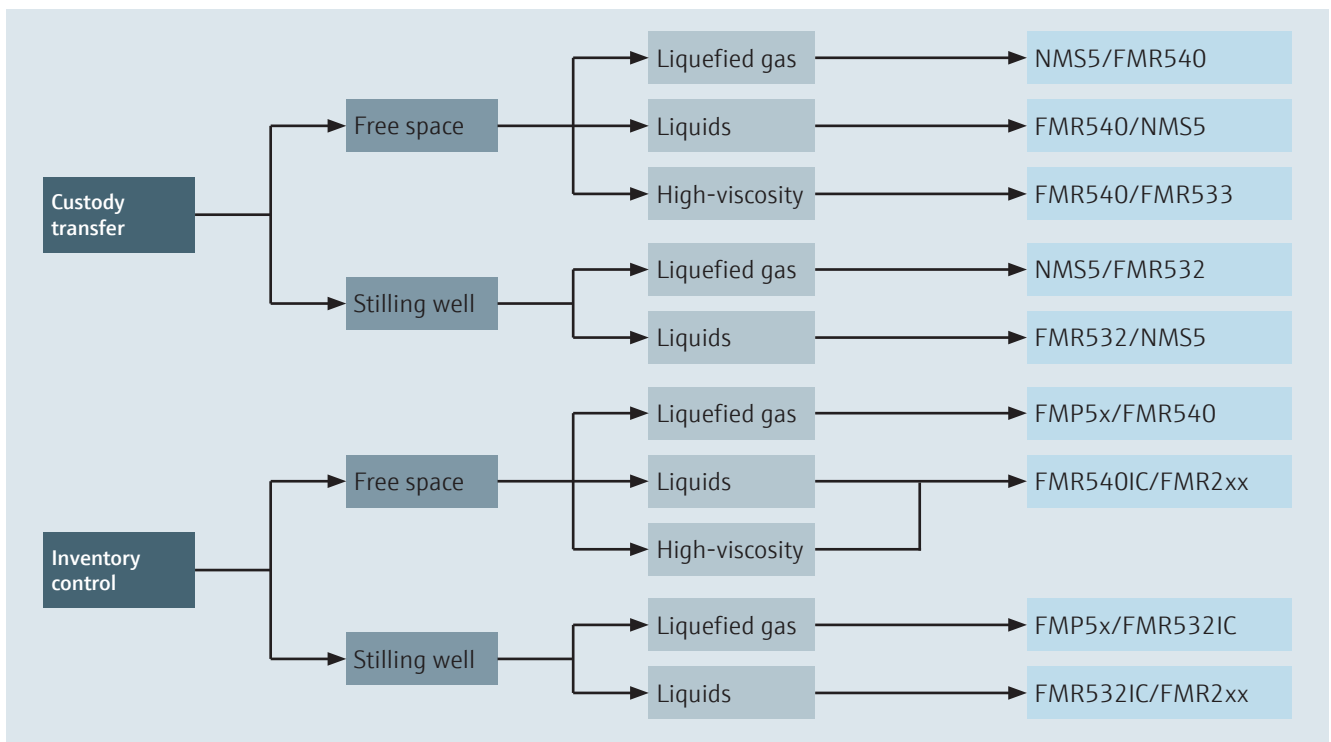 Custody
transfer
Free space
Liquefied gas
NMS5/FMR540
Liquids
FMR540/NMS5
High-viscosity
FMR540/FMR533
Stilling well
Liquefied gas
NMS5/FMR532
Liquids
FMR532/NMS5
Inventory
control
Free space
Liquefied gas
FMP5x/FMR540
Liquids
FMR540IC/FMR2xx
High-viscosity
Stilling well
Liquefied gas
FMP5x/FMR532IC
Liquids
FMR532IC/FMR2xx